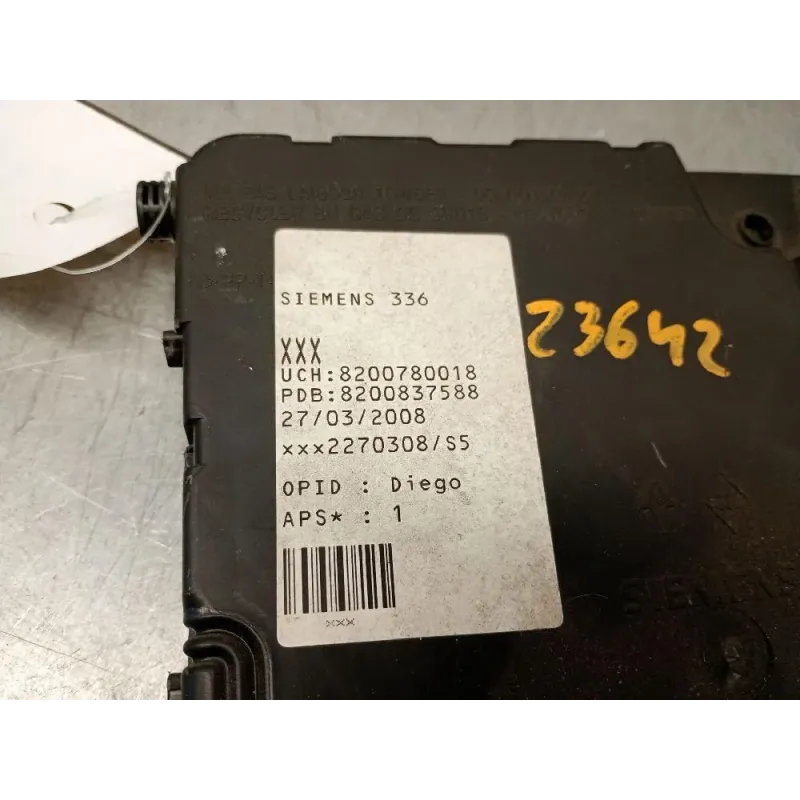 SIEMENS 336
23642
XXX
UCH:8200780018
PDB:8200837588
27/03/2008
xxx2270308/S5
OPID : Diego
APS* : 1
xxx